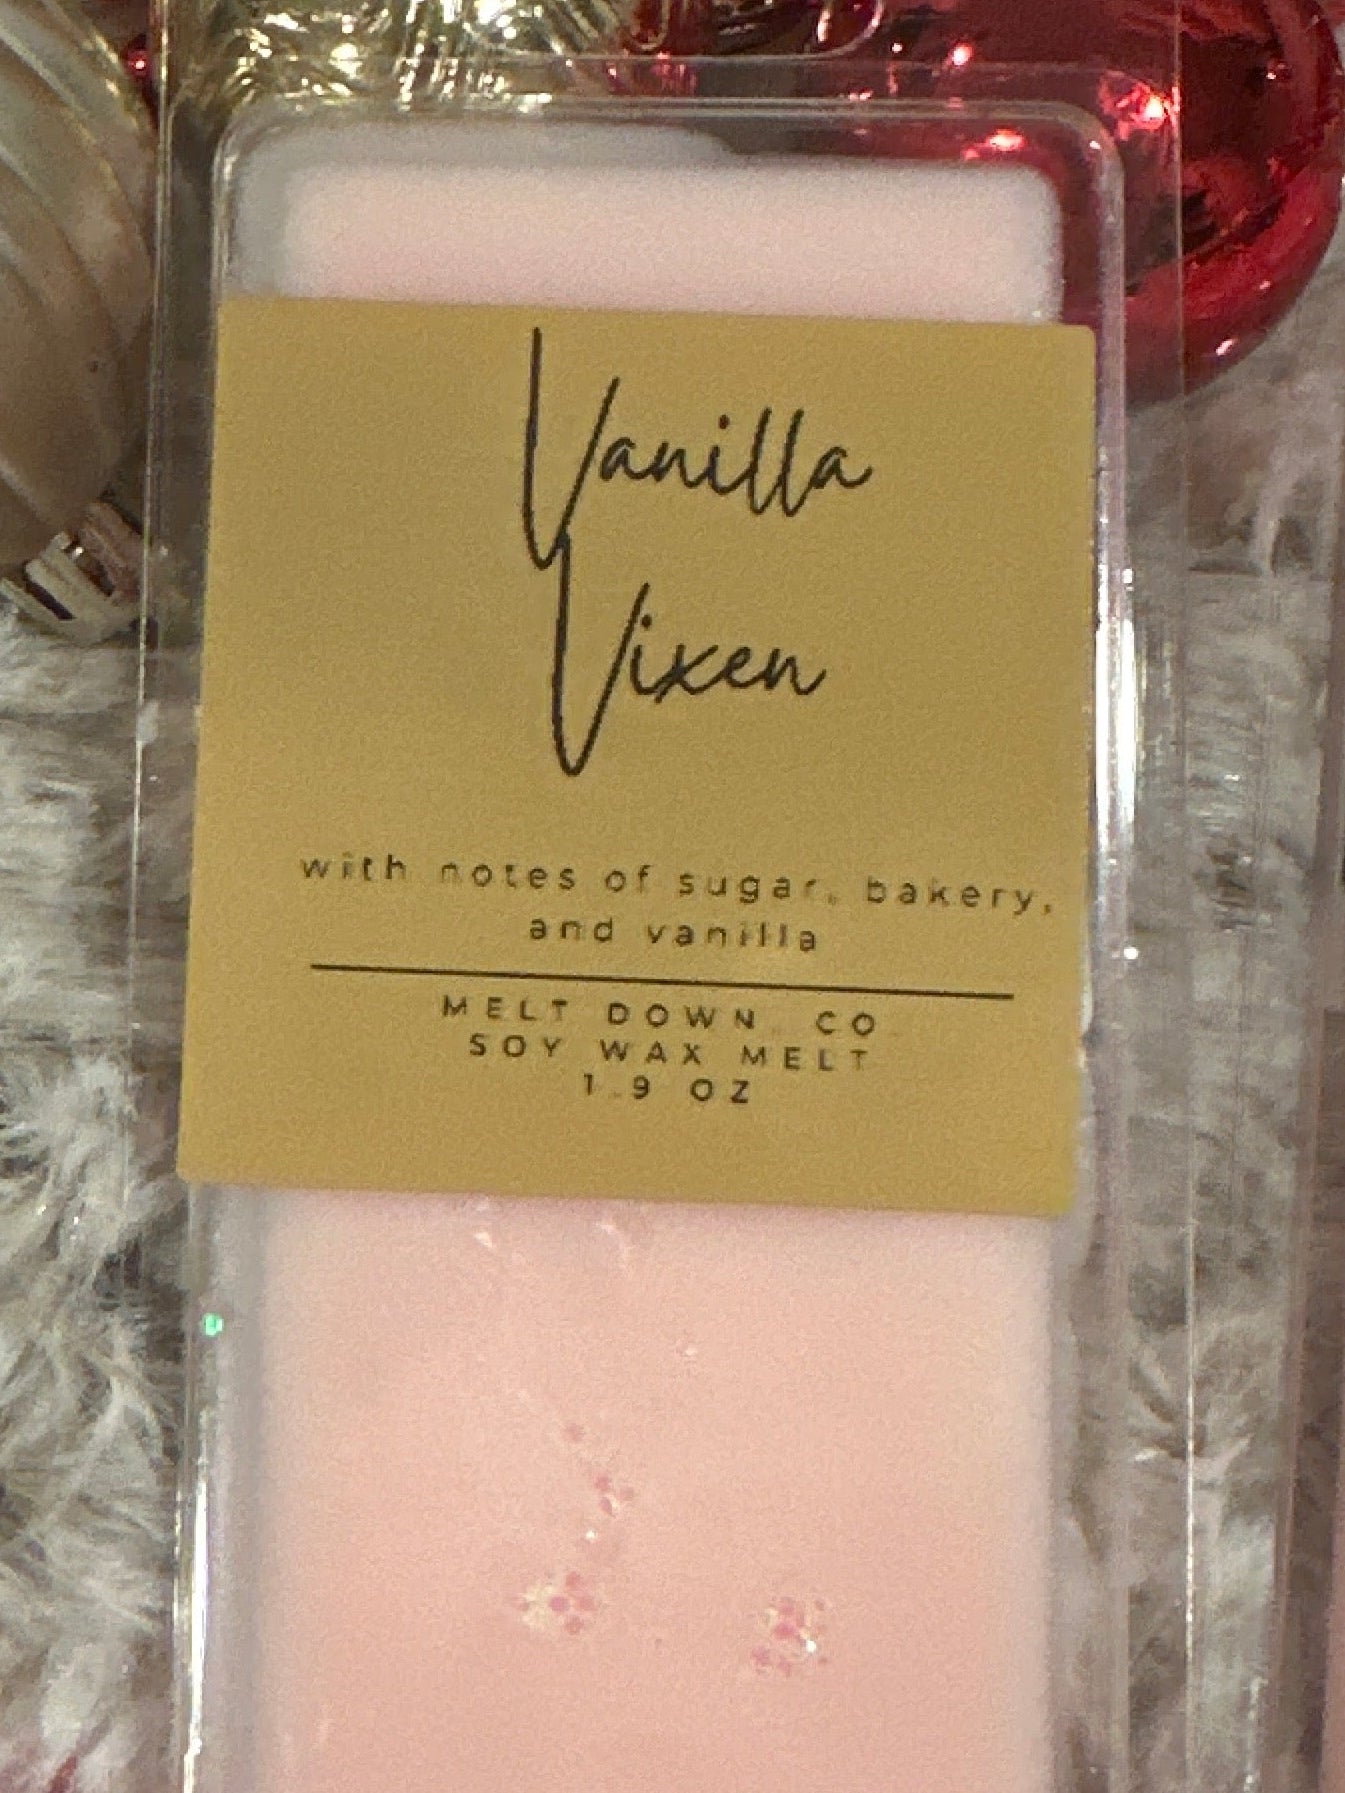 Vanilla
Vixen
with notes of sugar, bakery,
and vanilla
MELT DOWN CO
SOY WAX MELT
1.9 OZ